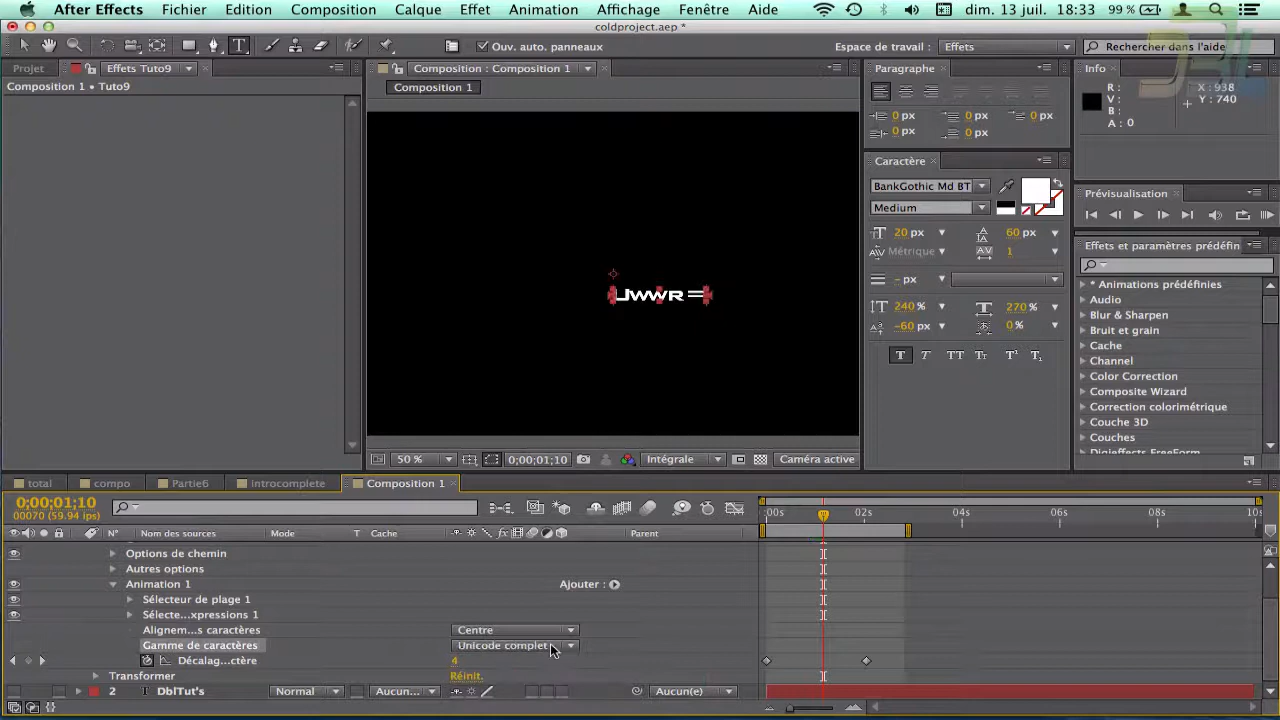 After Effects Fichier Edition Composition Calque Effet Animation Affichage Fenêtre Aide dim. 13 juil. 18:33 99 %
coldproject.aep *
T Ouv. auto. panneaux Espace de travail : Effets Rechercher dans l'aide
Projet Effets Tuto9 Composition : Composition 1 Paragraphe Info
Composition 1 • Tuto9 Composition 1
R : X : 938
V : Y : 740
B :
A : 0
0 px 0 px 0 px
0 px 0 px
Caractère
BankGothic Md BT
Medium
Prévisualisation
20 px 60 px
Métrique 1
Effets et paramètres prédéfin
- px
240 % 270 %
-60 px 0 %
T T TT Tr T¹ T₁
* Animations prédéfinies
Audio
Blur & Sharpen
Bruit et grain
Cache
Channel
Color Correction
Composite Wizard
Correction colorimétrique
Couche 3D
Couches
Digieffects FreeForm
UWWR =
50 % 0;00;01;10 Intégrale Caméra active
total compo Partie6 Introcomplete Composition 1
0;00;01;10
00070 (59.94 ips)
:00s 02s 04s 06s 08s 10s
Nom des sources Mode T Cache Parent
Options de chemin
Autres options
Animation 1 Ajouter :
Sélecteur de plage 1
Sélecte...xpressions 1
Alignem...s caractères Centre
Gamme de caractères Unicode complet
Décalag...ctère 4
Transformer Réinit.
2 T DblTut's Normal Aucun... Aucun(e)